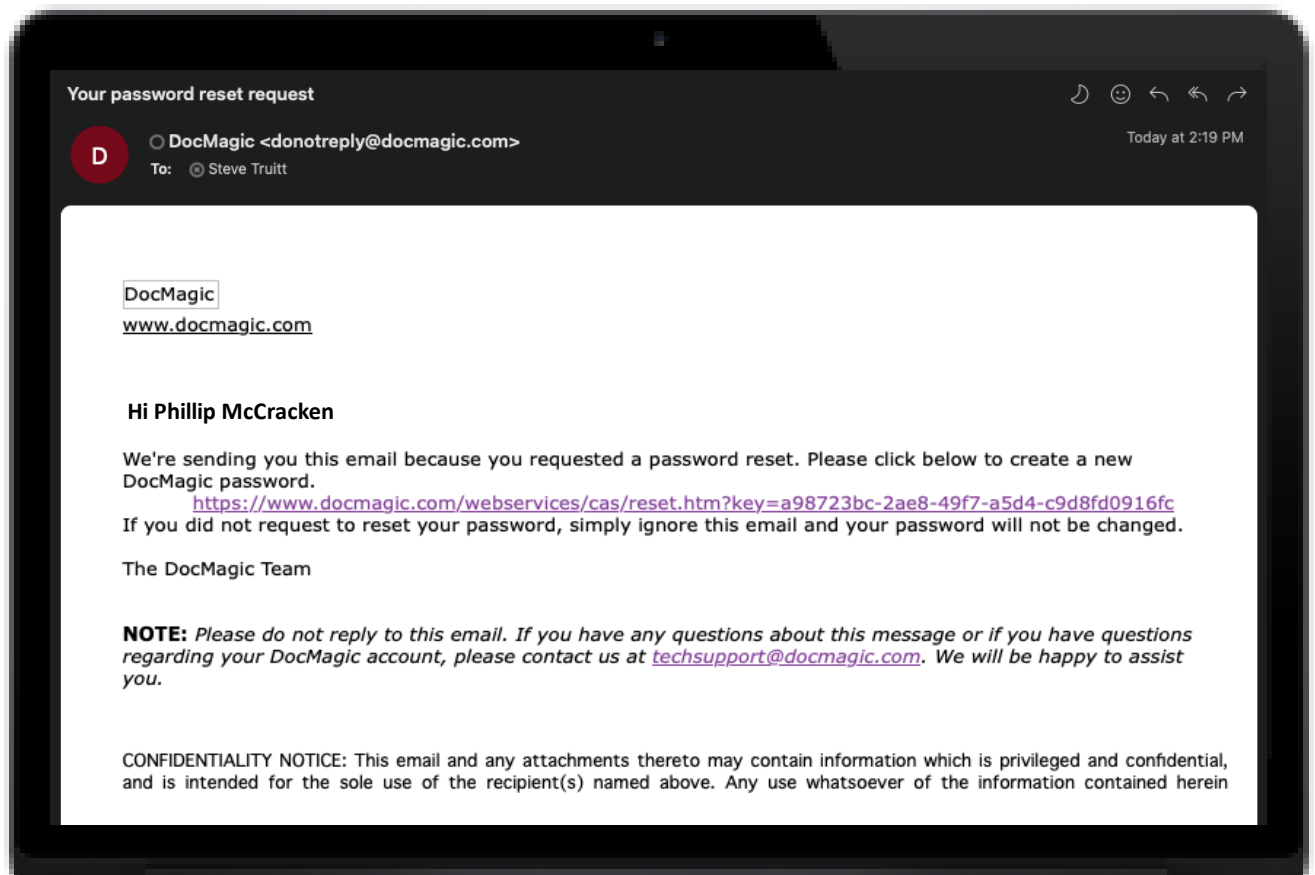 Your password reset request
D
DocMagic <donotreply@docmagic.com>
Today at 2:19 PM
To: Steve Truitt
DocMagic
www.docmagic.com
Hi Phillip McCracken
We're sending you this email because you requested a password reset. Please click below to create a new
DocMagic password.
https://www.docmagic.com/webservices/cas/reset.htm?key=a98723bc-2ae8-49f7-a5d4-c9d8fd0916fc
If you did not request to reset your password, simply ignore this email and your password will not be changed.
The DocMagic Team
NOTE: Please do not reply to this email. If you have any questions about this message or if you have questions
regarding your DocMagic account, please contact us at techsupport@docmagic.com. We will be happy to assist
you.
CONFIDENTIALITY NOTICE: This email and any attachments thereto may contain information which is privileged and confidential,
and is intended for the sole use of the recipient(s) named above. Any use whatsoever of the information contained herein